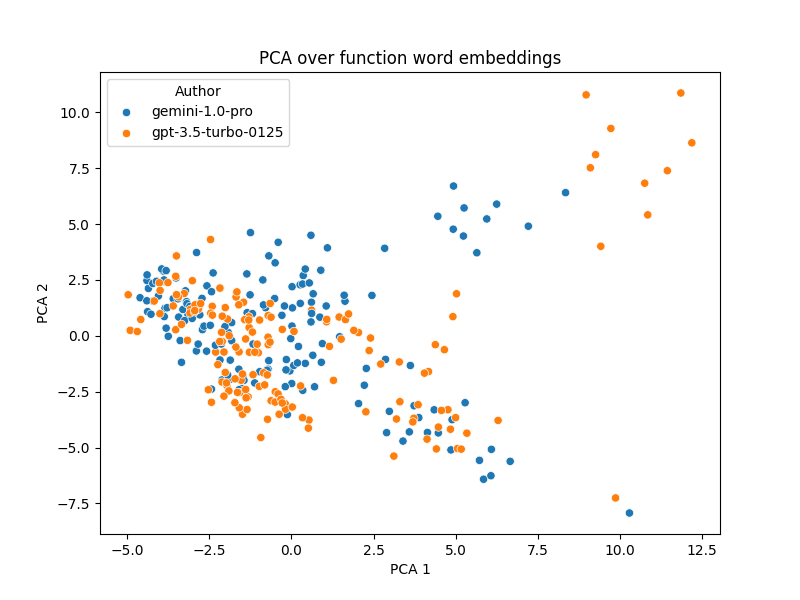 PCA over function word embeddings
Author
gemini-1.0-pro
gpt-3.5-turbo-0125
10.0
7.5
5.0
2.5
0.0
−2.5
−5.0
−7.5
PCA 2
−5.0 −2.5 0.0 2.5 5.0 7.5 10.0 12.5
PCA 1